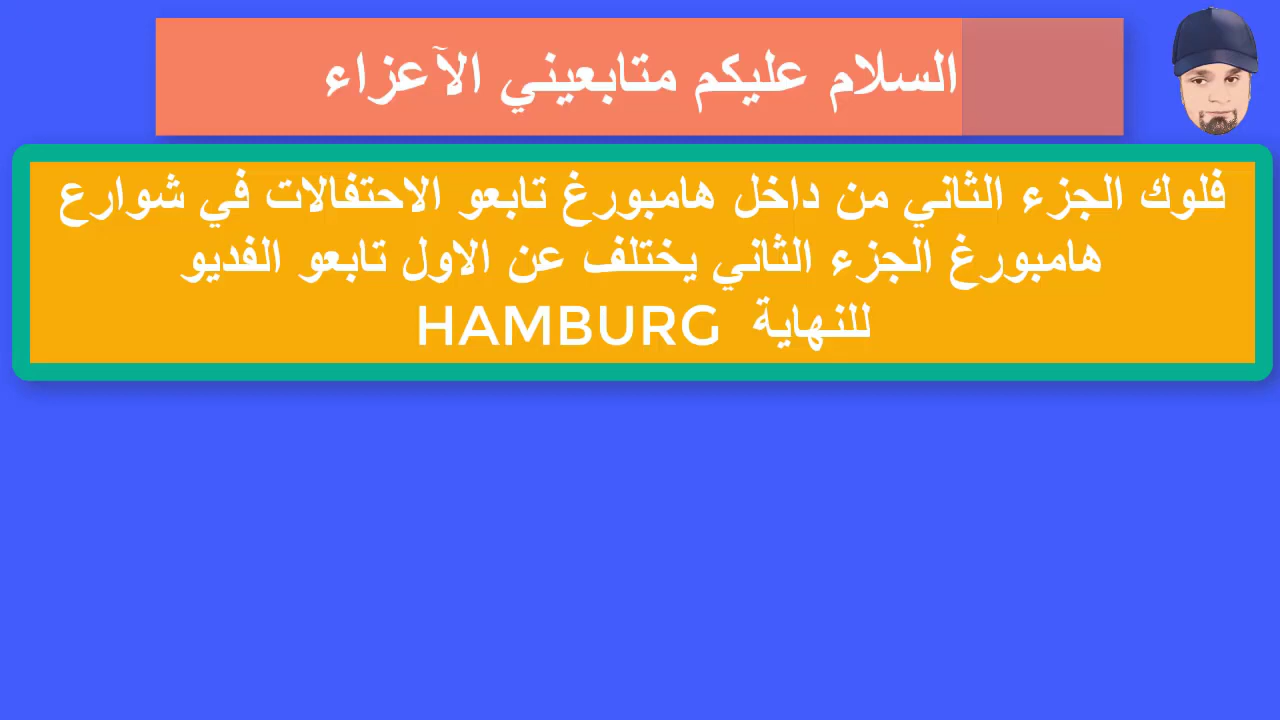 السلام عليكم متابعيني الآعزاء
فلوك الجزء الثاني من داخل هامبورغ تابعو الاحتفالات في شوارع
هامبورغ الجزء الثاني يختلف عن الاول تابعو الفديو
للنهاية HAMBURG